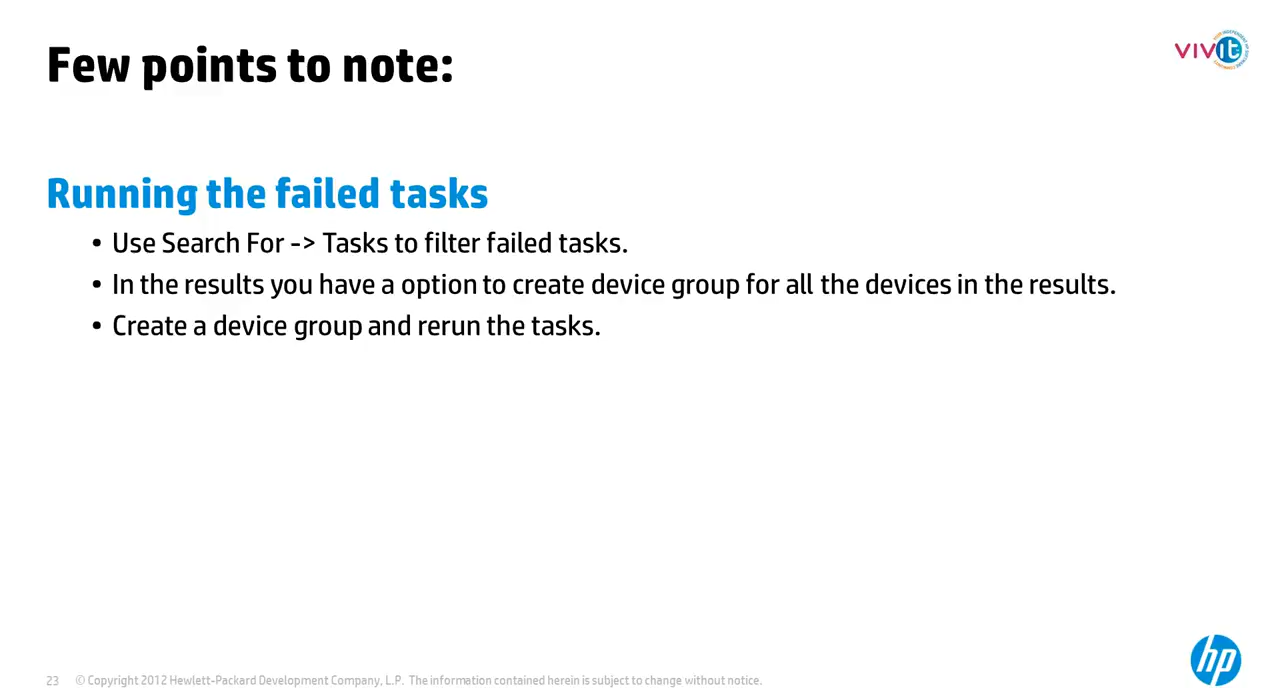 Few points to note:
vivit
Running the failed tasks
• Use Search For -> Tasks to filter failed tasks.
• In the results you have a option to create device group for all the devices in the results.
• Create a device group and rerun the tasks.
hp
23 © Copyright 2012 Hewlett-Packard Development Company, L.P. The information contained herein is subject to change without notice.